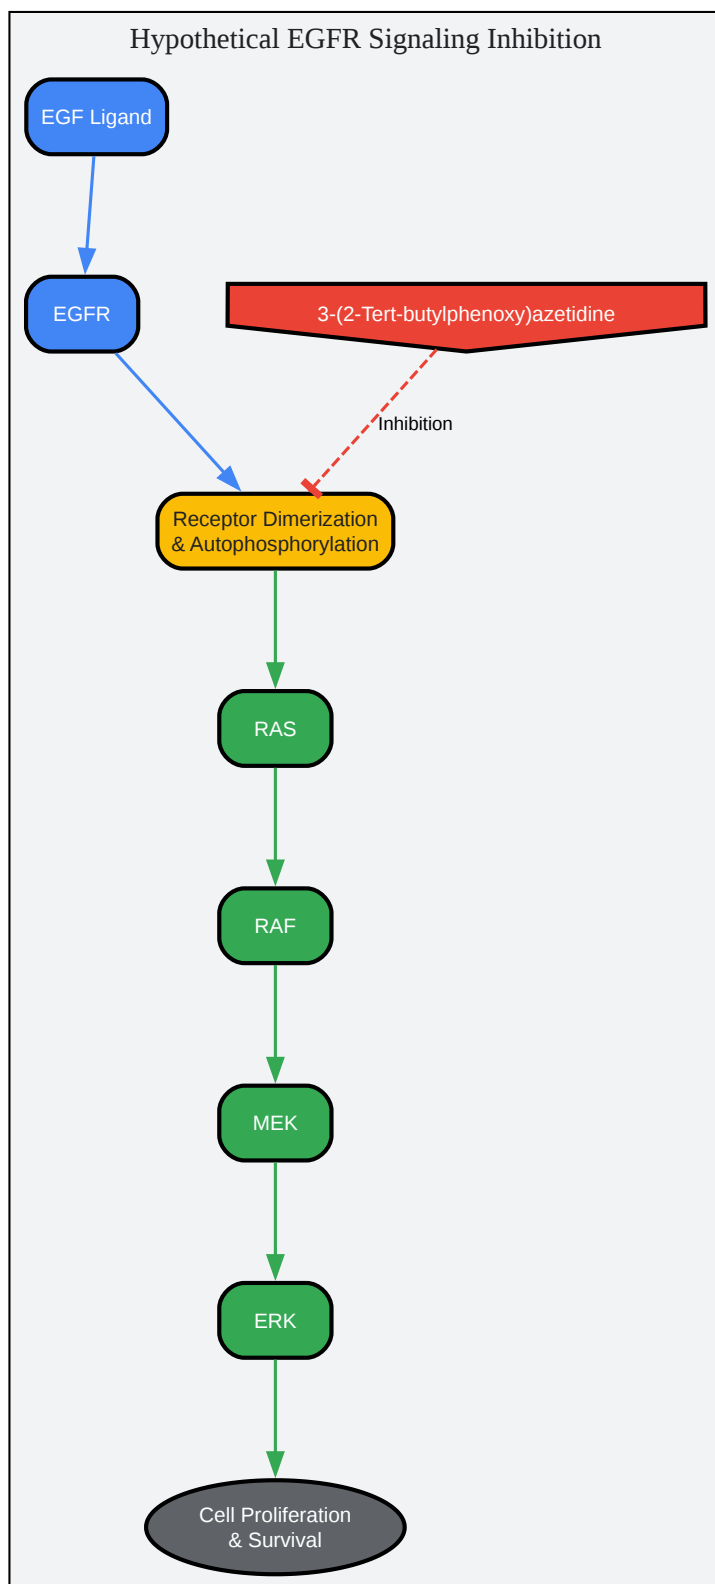 Hypothetical EGFR Signaling Inhibition
EGF Ligand
EGFR
3-(2-Tert-butylphenoxy)azetidine
Inhibition
Receptor Dimerization
& Autophosphorylation
RAS
RAF
MEK
ERK
Cell Proliferation
& Survival